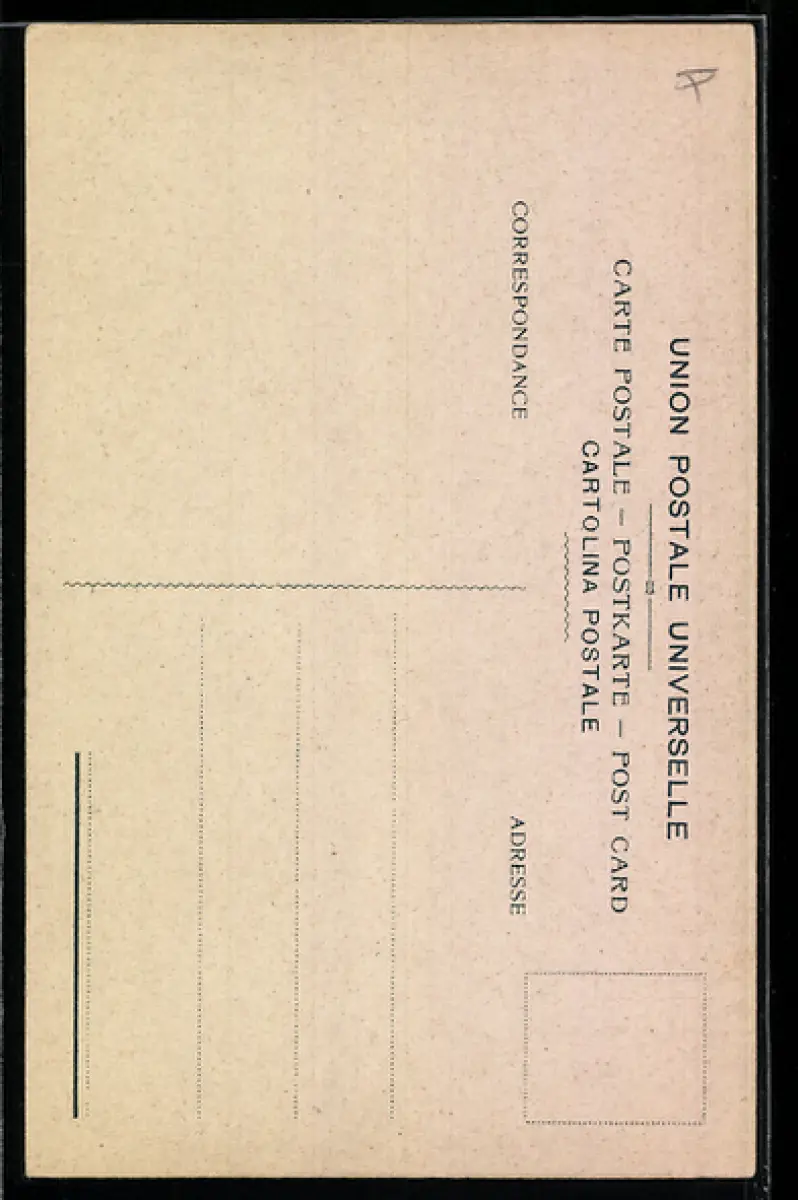 UNION POSTALE UNIVERSELLE
CARTE POSTALE – POSTKARTE – POST CARD
CARTOLINA POSTALE
CORRESPONDANCE
ADRESSE